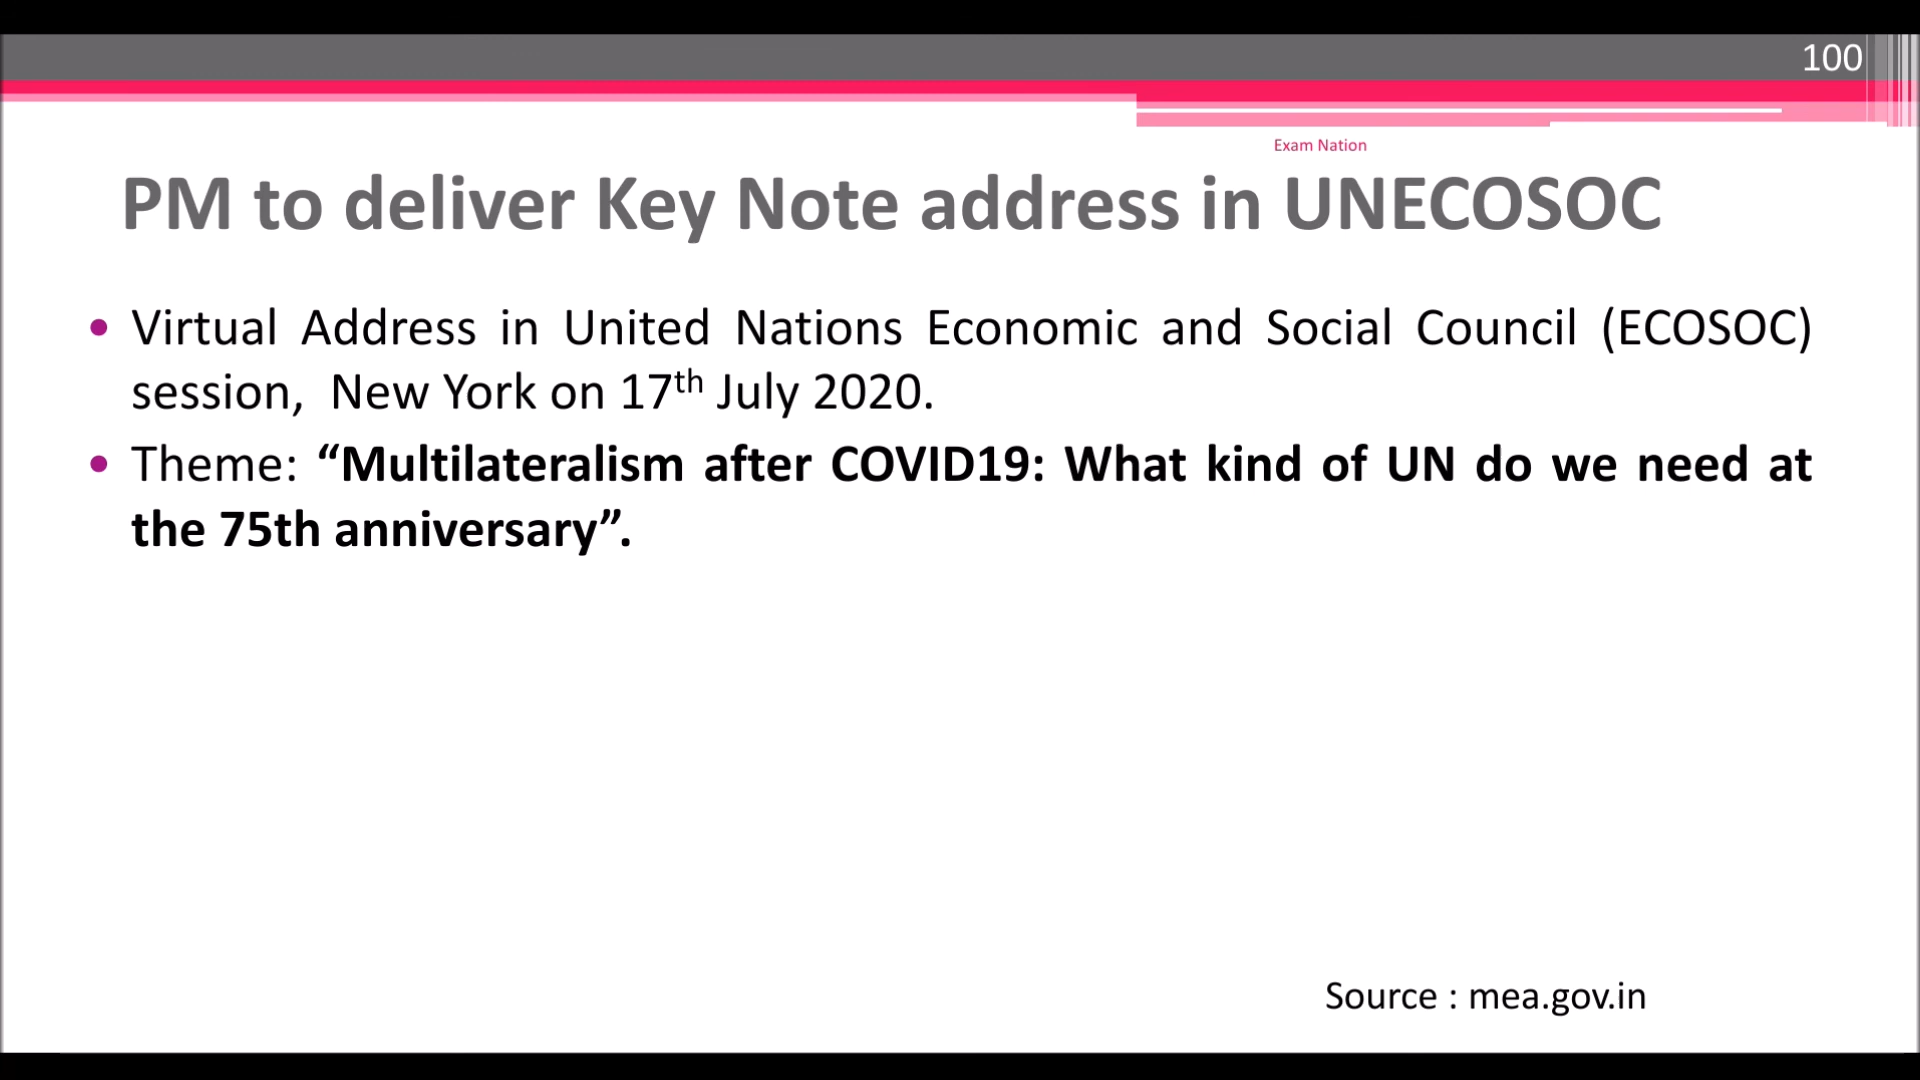 100
Exam Nation
PM to deliver Key Note address in UNECOSOC
• Virtual Address in United Nations Economic and Social Council (ECOSOC)
session, New York on 17th July 2020.
• Theme: “Multilateralism after COVID19: What kind of UN do we need at
the 75th anniversary”.
Source : mea.gov.in